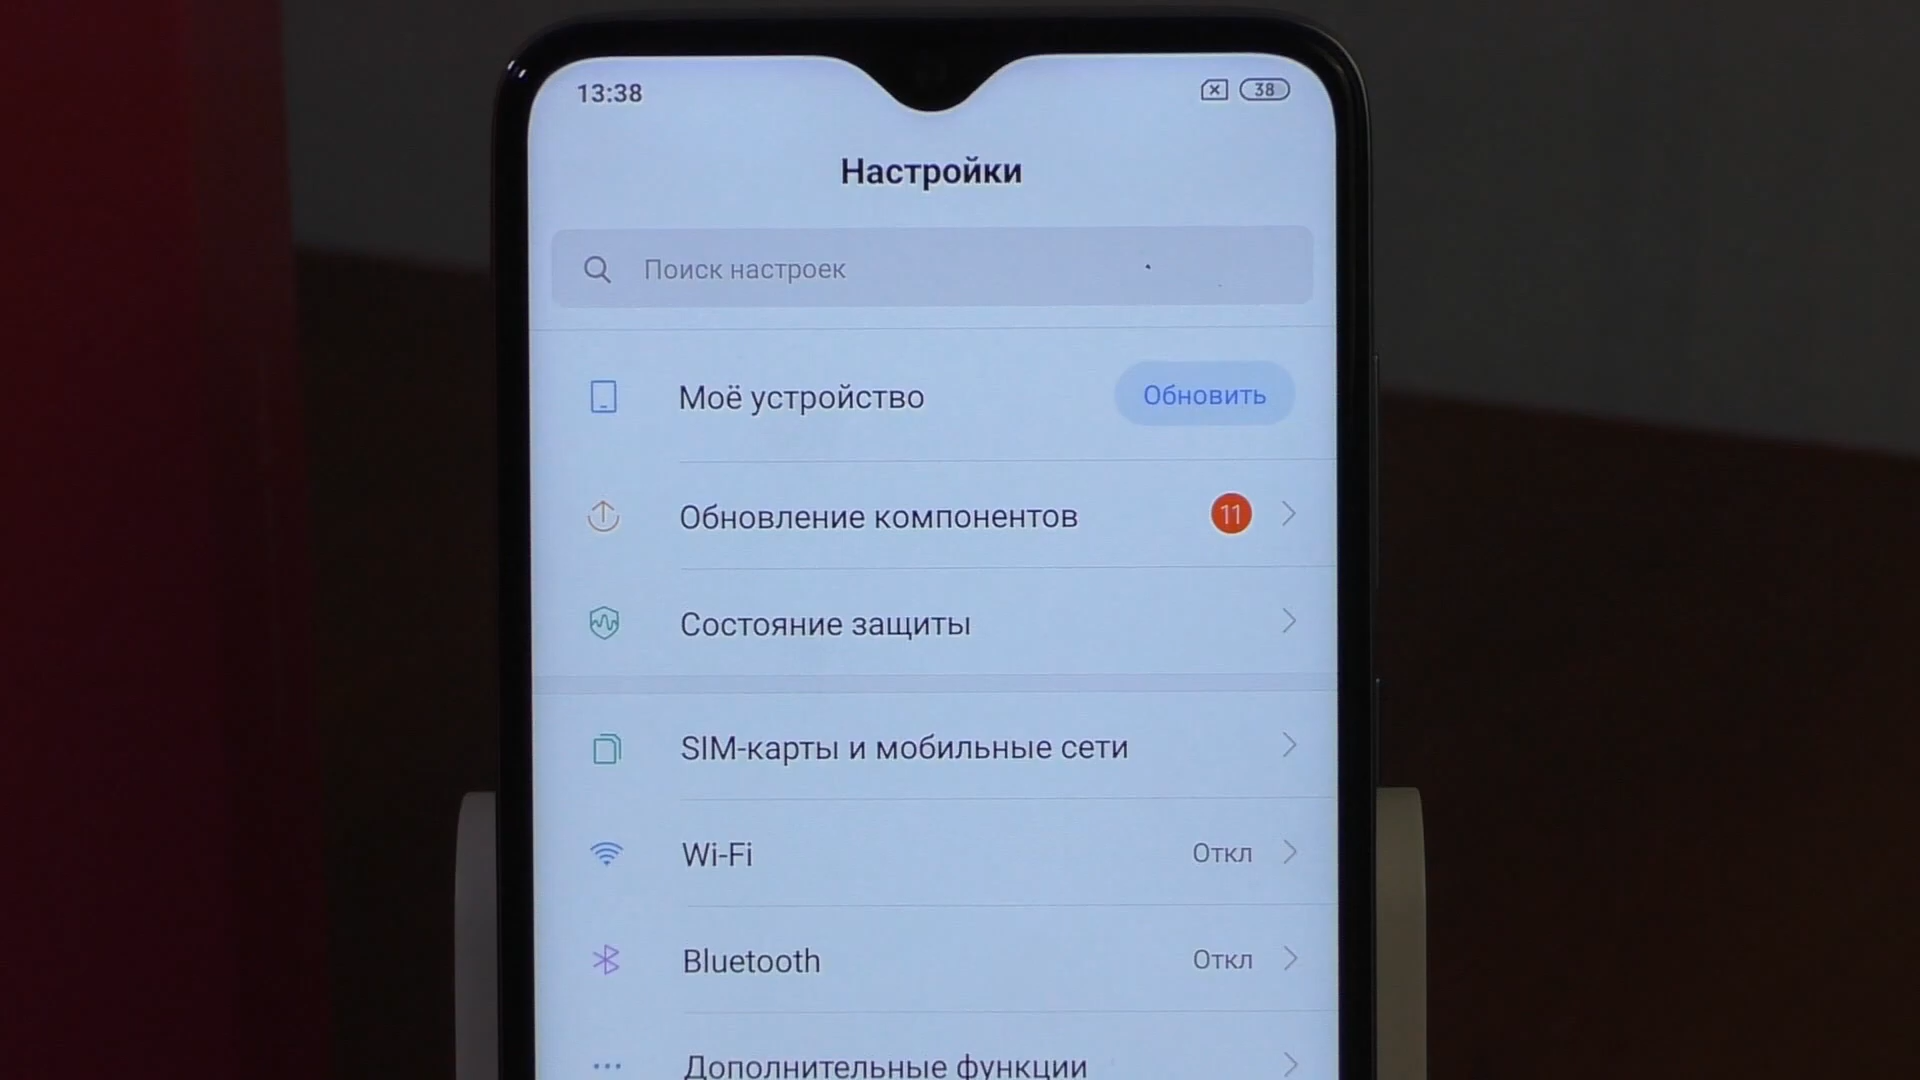 13:38
38
Настройки
Поиск настроек
Моё устройство
Обновить
Обновление компонентов
11
Состояние защиты
SIM-карты и мобильные сети
Wi-Fi
Откл
Bluetooth
Откл
Дополнительные функции